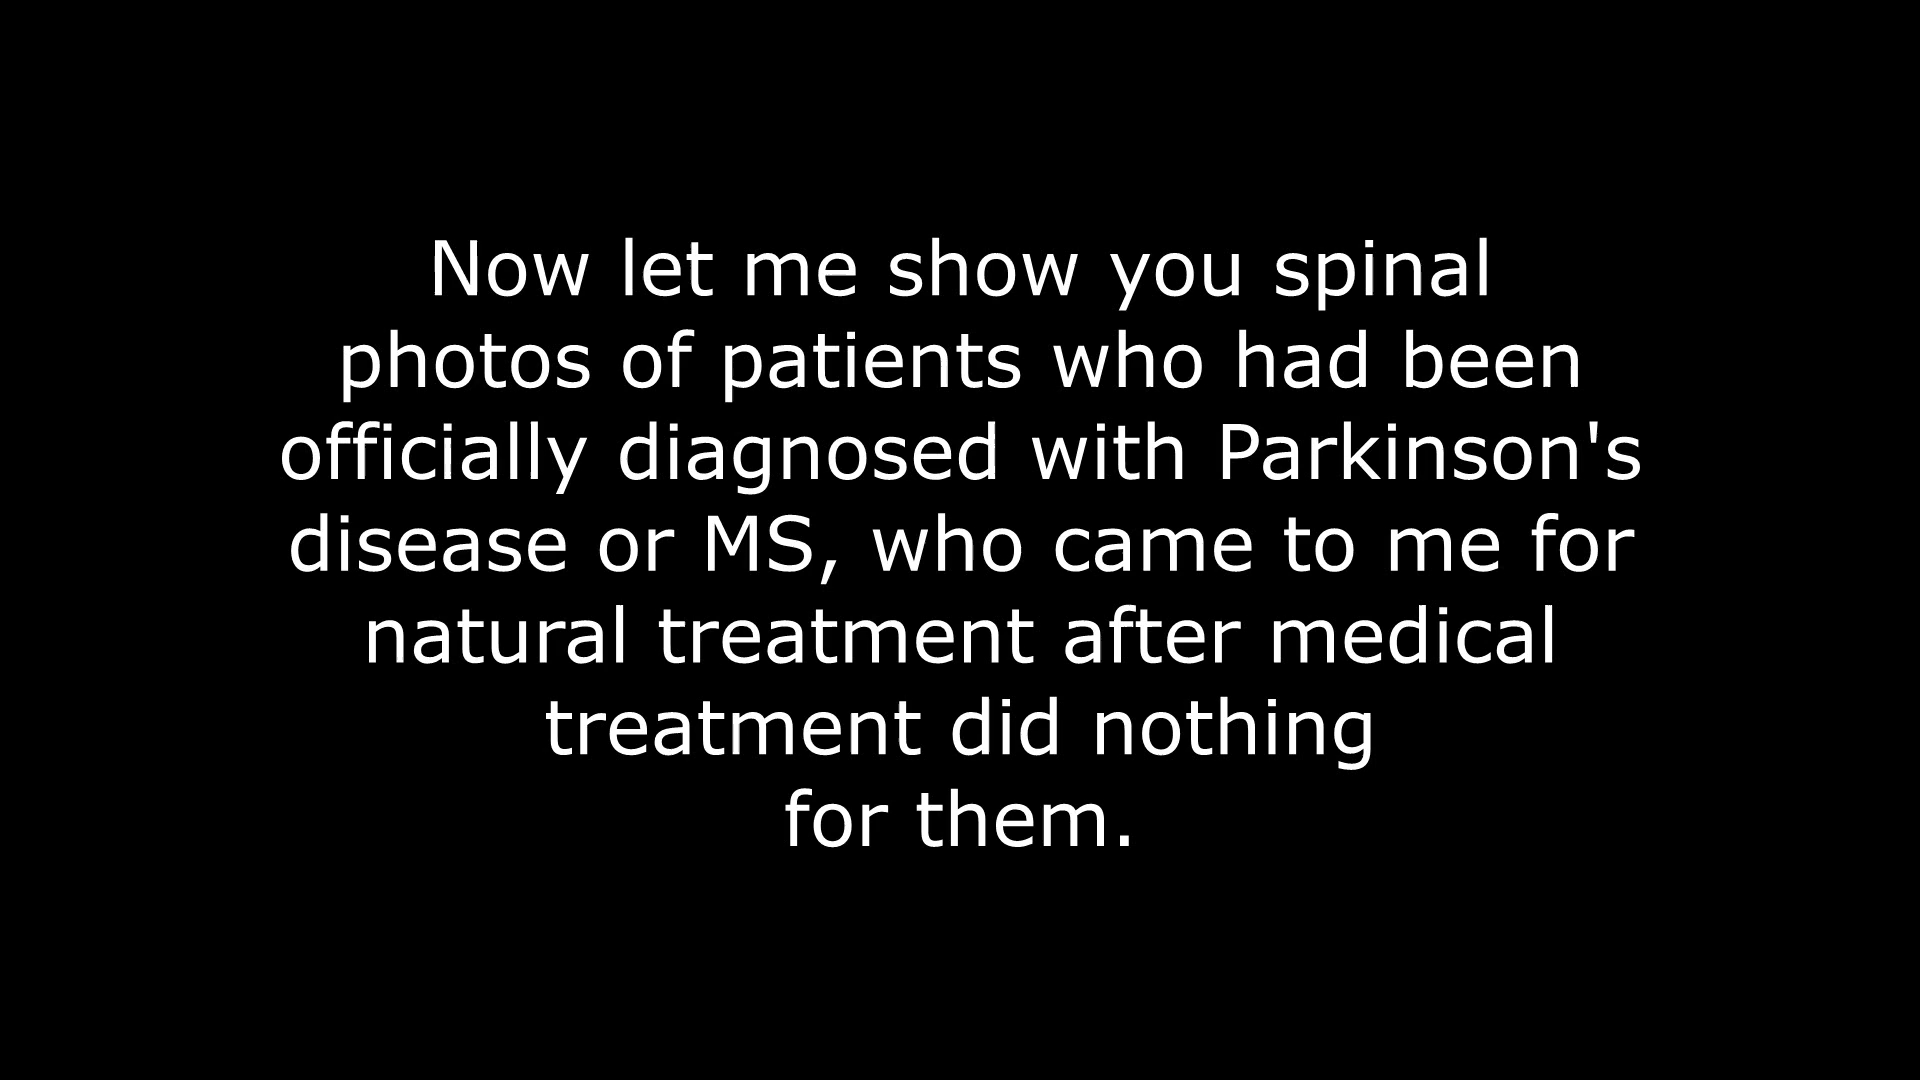 Now let me show you spinal
photos of patients who had been
officially diagnosed with Parkinson's
disease or MS, who came to me for
natural treatment after medical
treatment did nothing
for them.